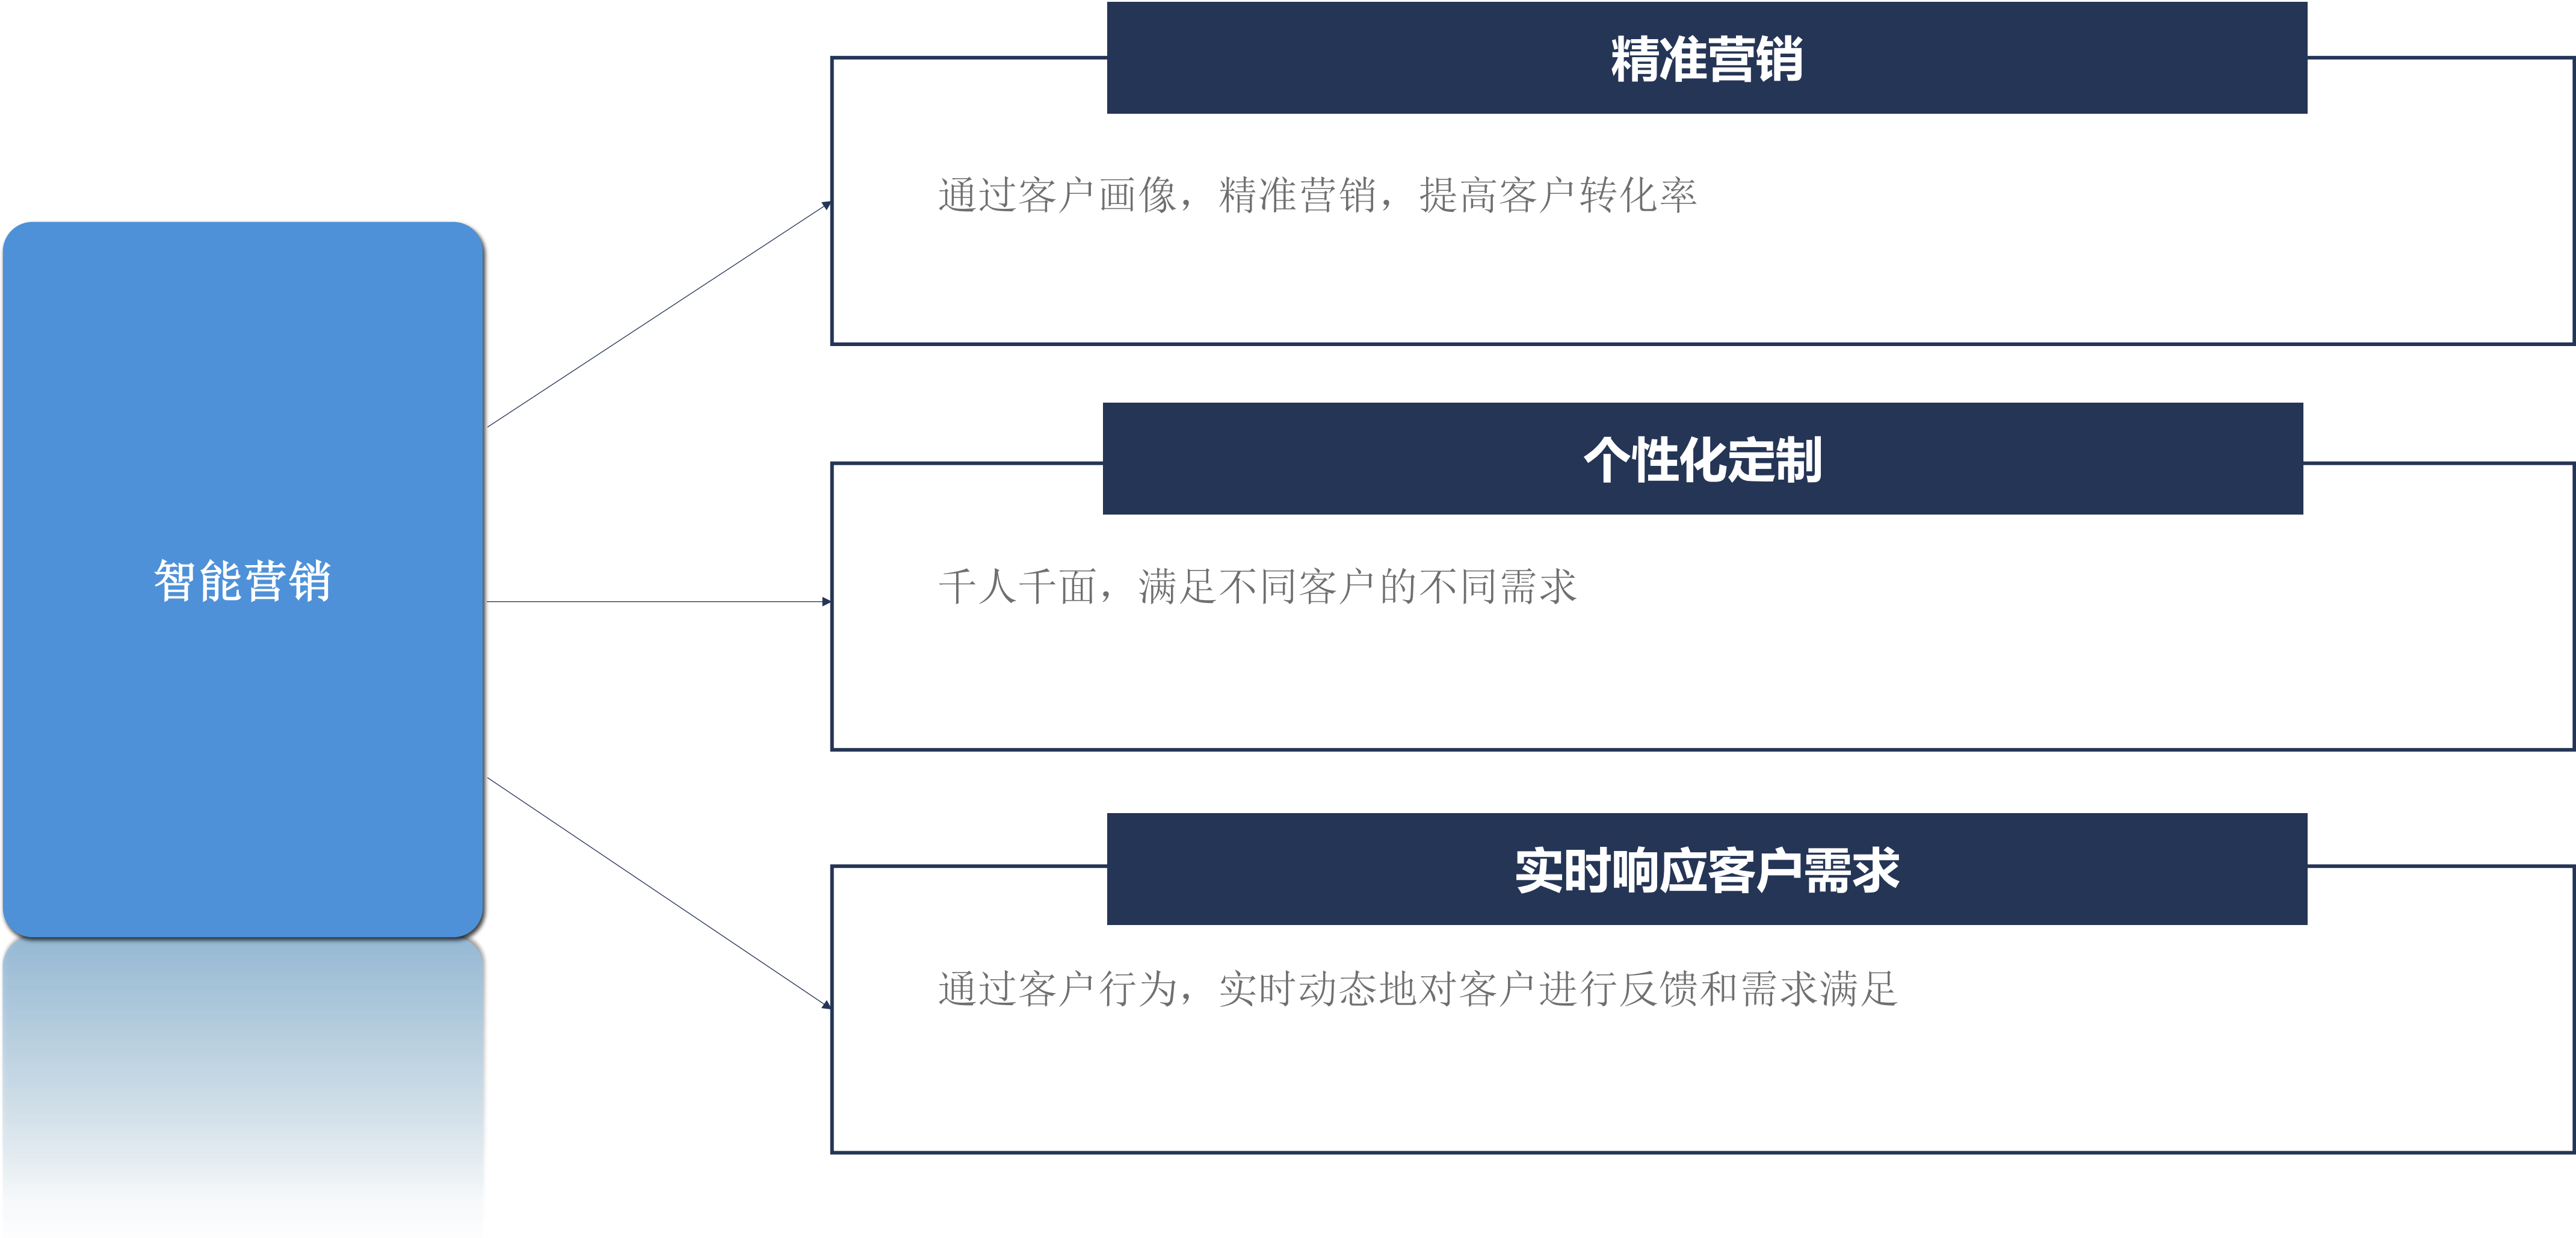 智能营销
精准营销
通过客户画像，精准营销，提高客户转化率
个性化定制
千人千面，满足不同客户的不同需求
实时响应客户需求
通过客户行为，实时动态地对客户进行反馈和需求满足